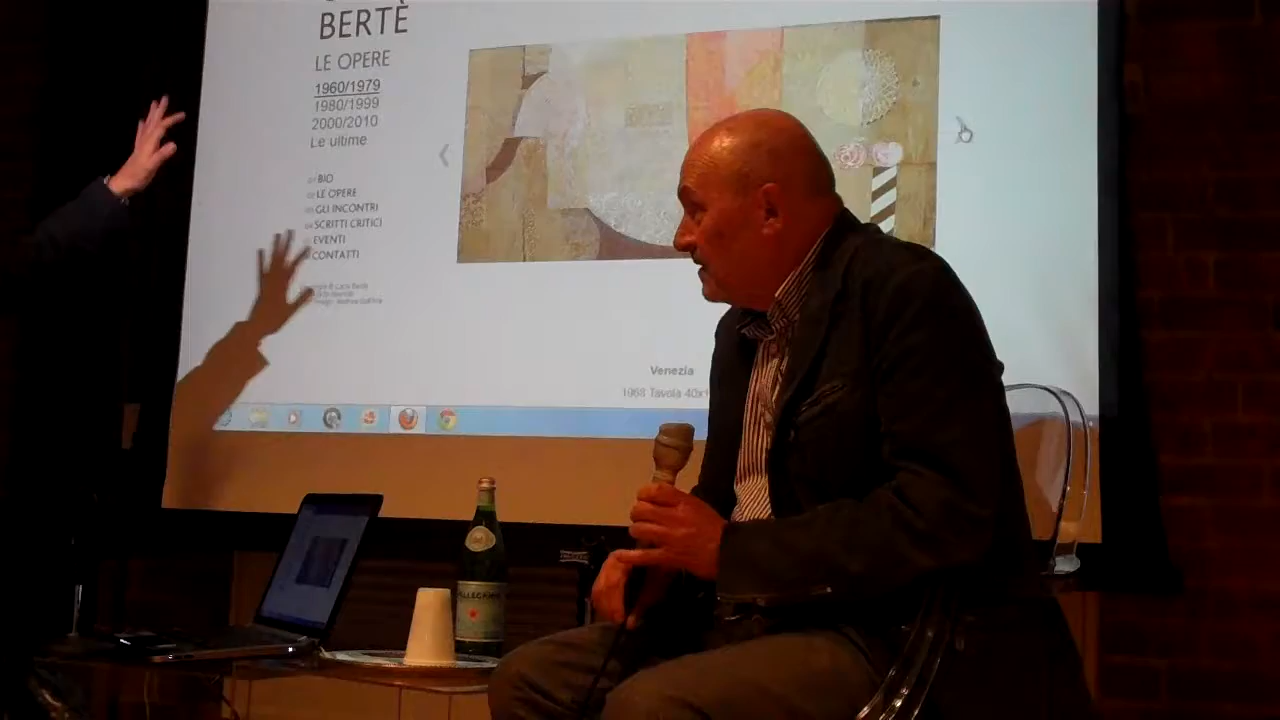 BERTÈ
LE OPERE
1960/1979
1980/1999
2000/2010
Le ultime
BIO
LE OPERE
GLI INCONTRI
SCRITTI CRITICI
EVENTI
CONTATTI
Venezia
1968 Tavola
PELLEGRINO